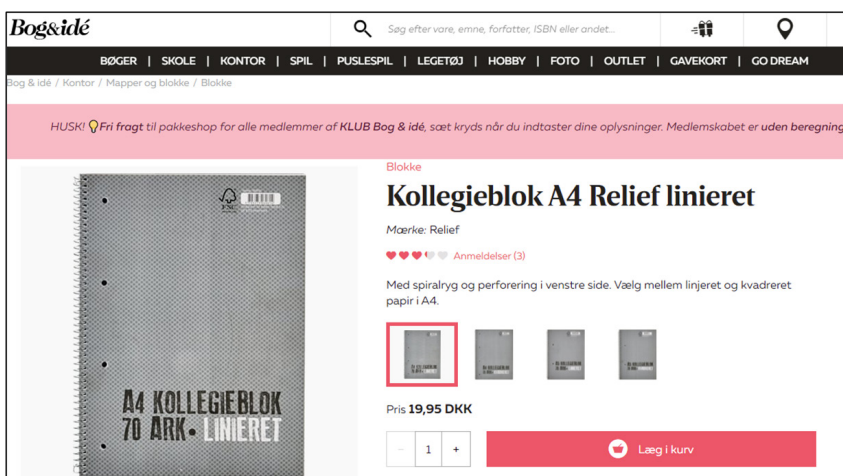 Bog&idé
Søg efter vare, emne, forfatter, ISBN eller andet...
BØGER | SKOLE | KONTOR | SPIL | PUSLESPIL | LEGETØJ | HOBBY | FOTO | OUTLET | GAVEKORT | GO DREAM
Bog & idé / Kontor / Mapper og blokke / Blokke
HUSK! Fri fragt til pakkeshop for alle medlemmer af KLUB Bog & idé, sæt kryds når du indtaster dine oplysninger. Medlemskabet er uden beregning
Blokke
Kollegieblok A4 Relief linieret
Mærke: Relief
Anmeldelser (3)
Med spiralryg og perforering i venstre side. Vælg mellem linjeret og kvadreret
papir i A4.
Pris 19,95 DKK
- 1 +
Læg i kurv
FSC
A4 KOLLEGIEBLOK
70 ARK• LINIERET